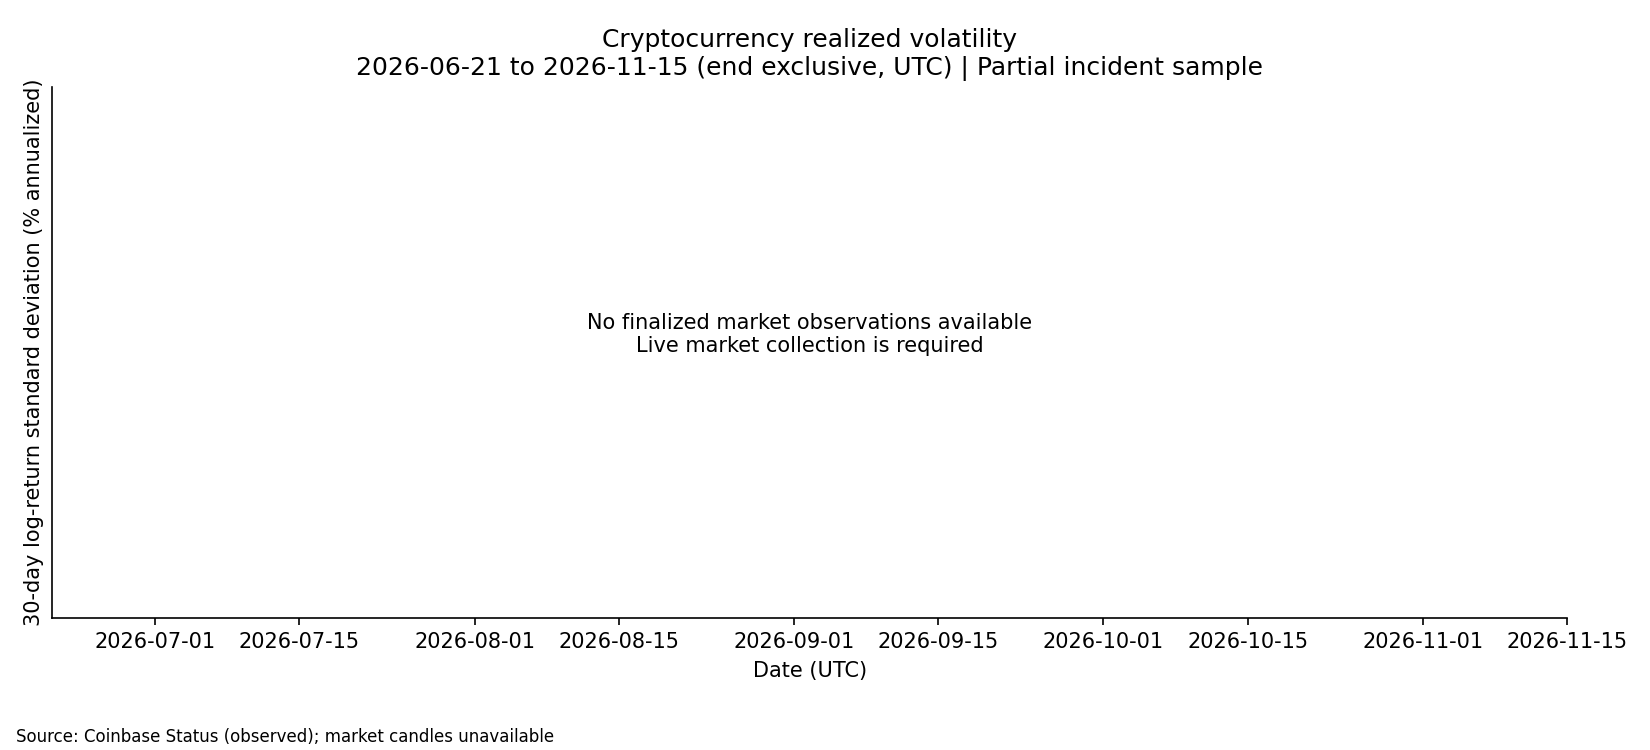 Cryptocurrency realized volatility
2026-06-21 to 2026-11-15 (end exclusive, UTC) | Partial incident sample
30-day log-return standard deviation (% annualized)
No finalized market observations available
Live market collection is required
2026-07-01 2026-07-15 2026-08-01 2026-08-15 2026-09-01 2026-09-15 2026-10-01 2026-10-15 2026-11-01 2026-11-15
Date (UTC)
Source: Coinbase Status (observed); market candles unavailable